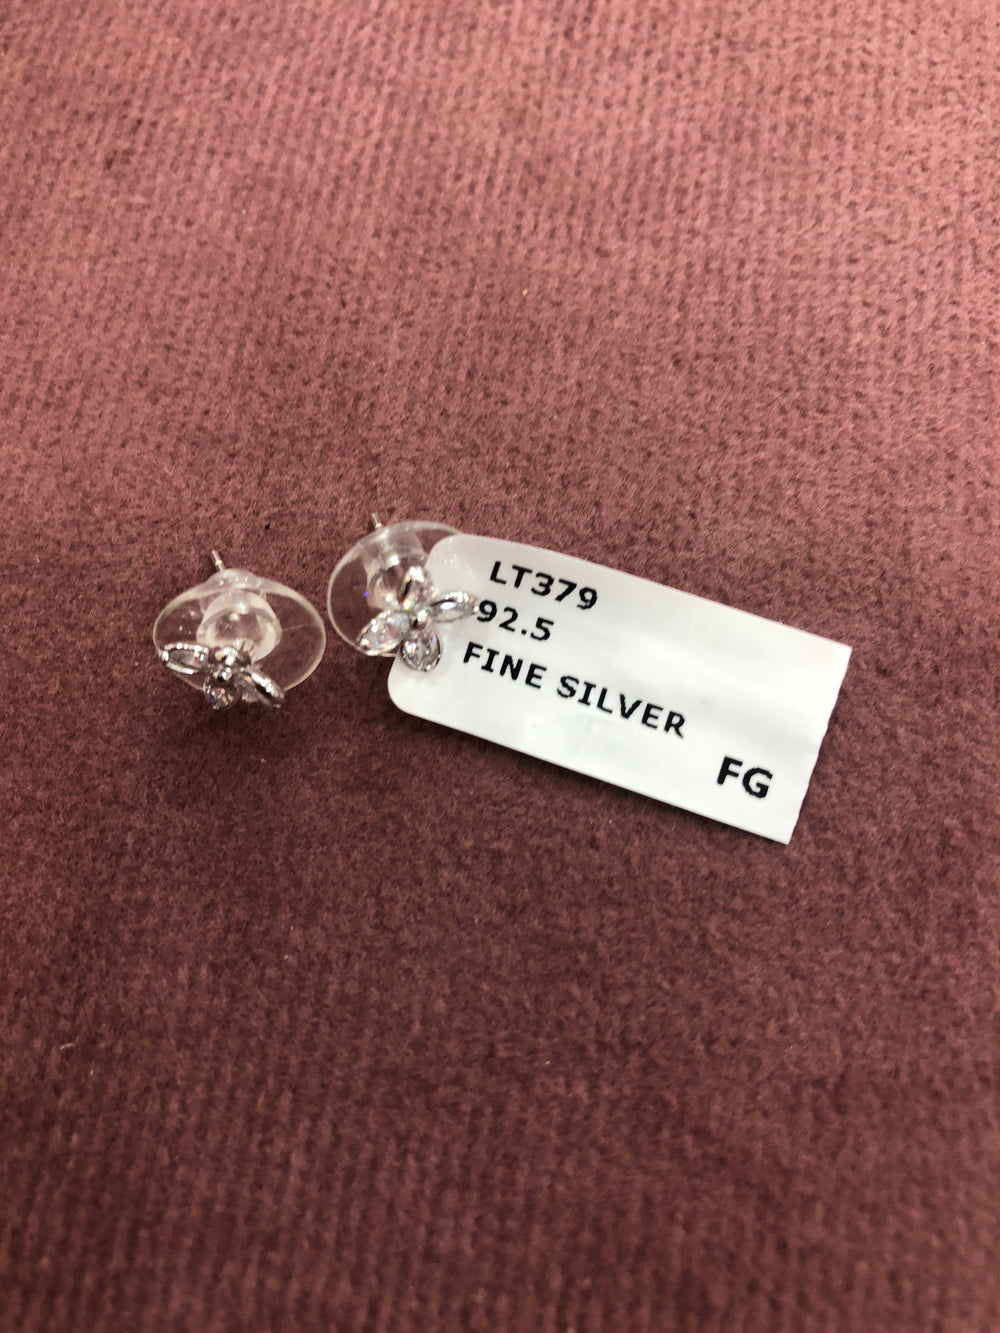 LT379
92.5
FINE SILVER
FG